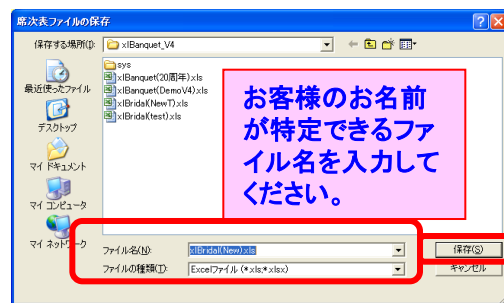 席次表ファイルの保存
保存する場所(I):
xlBanquet_V4
sys
xlBanquet(20周年).xls
xlBanquet(DemoV4).xls
xlBridal(NewT).xls
xlBridal(test).xls
最近使ったファイル
デスクトップ
マイ ドキュメント
マイ コンピュータ
マイ ネットワーク
お客様のお名前
が特定できるファ
イル名を入力して
ください。
ファイル名(N):
xlBridal(New).xls
保存(S)
ファイルの種類(T):
Excelファイル (*.xls;*.xlsx)
キャンセル